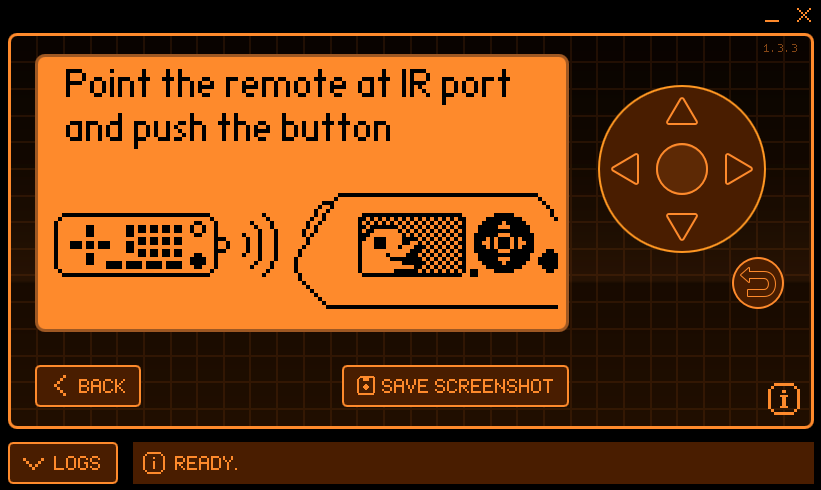 1.3.3
Point the remote at IR port
and push the button
BACK
SAVE SCREENSHOT
LOGS
READY.